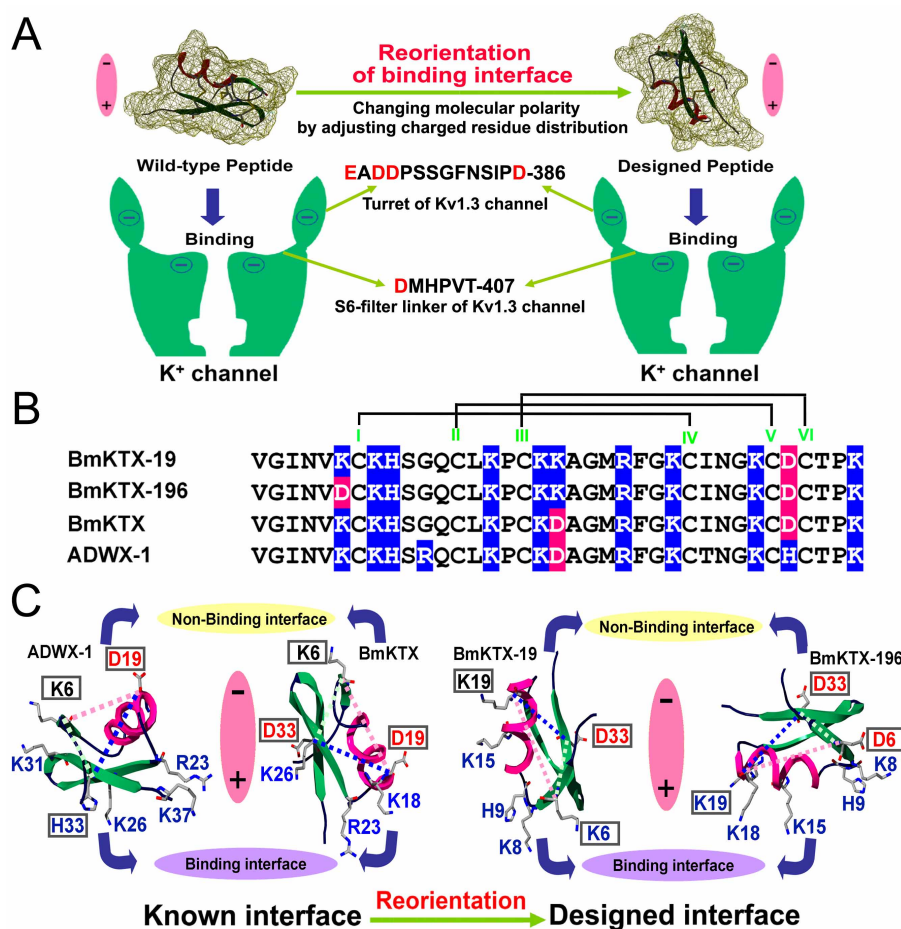 A
Reorientation
of binding interface
Changing molecular polarity
by adjusting charged residue distribution
-
+
-
+
Wild-type Peptide
Designed Peptide
EADDPSSGFNSIPD-386
Turret of Kv1.3 channel
Binding
Binding
DMHPVT-407
S6-filter linker of Kv1.3 channel
K+ channel
K+ channel
B
I II III IV V VI
BmKTX-19 VGINVKCKHSGQCLKPCKKAGMRFGKCINGKCDCTPK
BmKTX-196 VGINVDCKHSGQCLKPCKKAGMRFGKCINGKCDCTPK
BmKTX VGINVKCKHSGQCLKPCKDAGMRFGKCINGKCDCTPK
ADWX-1 VGINVKCKHSRQCLKPCKDAGMRFGKCTNGKCHCTPK
C
Non-Binding interface
ADWX-1
D19
K6
K31
H33
K26
K37
R23
-
+
K6
BmKTX
D33
D19
K26
K18
R23
Binding interface
Non-Binding interface
BmKTX-19
K19
D33
K15
H9
K8
K6
-
+
BmKTX-196
D33
D6
K8
K19
H9
K18
K15
Binding interface
Known interface
Reorientation
Designed interface